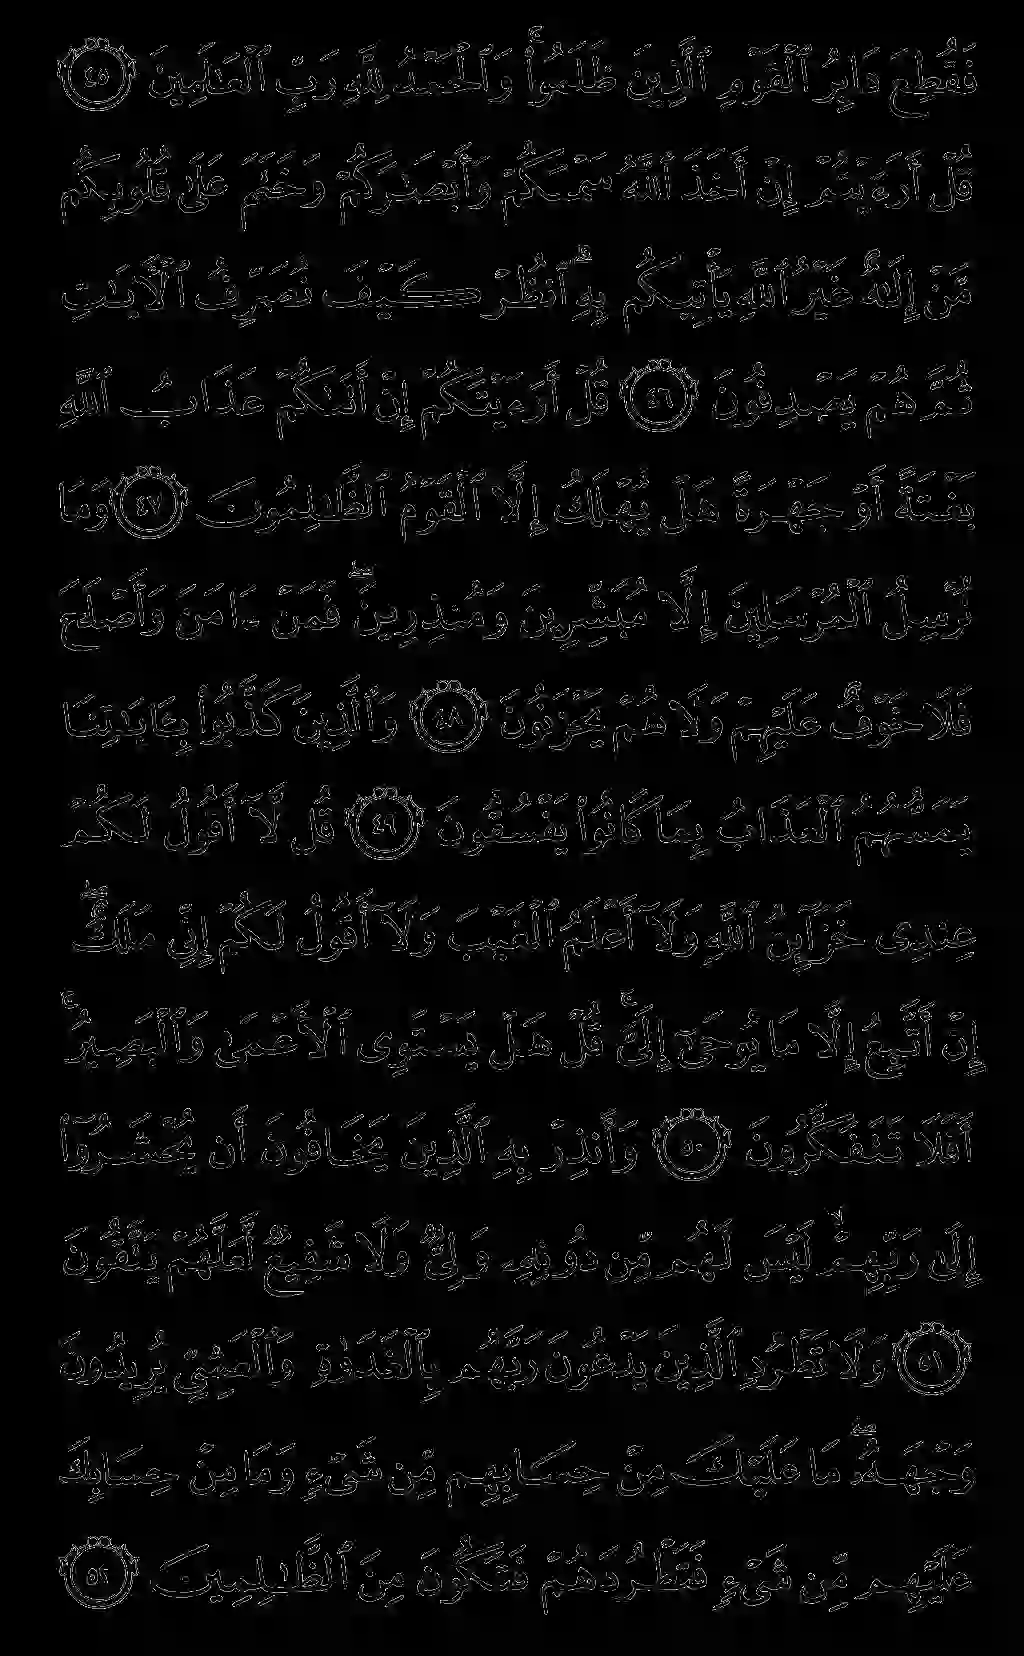 فَقُطِعَ دَابِرُ ٱلْقَوْمِ ٱلَّذِينَ ظَلَمُوا۟ ۚ وَٱلْحَمْدُ لِلَّهِ رَبِّ ٱلْعَـٰلَمِينَ ٤٥
قُلْ أَرَءَيْتُمْ إِنْ أَخَذَ ٱللَّهُ سَمْعَكُمْ وَأَبْصَـٰرَكُمْ وَخَتَمَ عَلَىٰ قُلُوبِكُم
مَّنْ إِلَـٰهٌ غَيْرُ ٱللَّهِ يَأْتِيكُم بِهِ ۗ ٱنظُرْ كَيْفَ نُصَرِّفُ ٱلْـَٔايَـٰتِ
ثُمَّ هُمْ يَصْدِفُونَ ٤٦ قُلْ أَرَءَيْتَكُمْ إِنْ أَتَىٰكُمْ عَذَابُ ٱللَّهِ
بَغْتَةً أَوْ جَهْرَةً هَلْ يُهْلَكُ إِلَّا ٱلْقَوْمُ ٱلظَّـٰلِمُونَ ٤٧ وَمَا
نُرْسِلُ ٱلْمُرْسَلِينَ إِلَّا مُبَشِّرِينَ وَمُنذِرِينَ ۖ فَمَنْ ءَامَنَ وَأَصْلَحَ
فَلَا خَوْفٌ عَلَيْهِمْ وَلَا هُمْ يَحْزَنُونَ ٤٨ وَٱلَّذِينَ كَذَّبُوا۟ بِـَٔايَـٰتِنَا
يَمَسُّهُمُ ٱلْعَذَابُ بِمَا كَانُوا۟ يَفْسُقُونَ ٤٩ قُل لَّآ أَقُولُ لَكُمْ
عِندِى خَزَآئِنُ ٱللَّهِ وَلَآ أَعْلَمُ ٱلْغَيْبَ وَلَآ أَقُولُ لَكُمْ إِنِّى مَلَكٌ ۖ
إِنْ أَتَّبِعُ إِلَّا مَا يُوحَىٰٓ إِلَىَّ ۚ قُلْ هَلْ يَسْتَوِى ٱلْأَعْمَىٰ وَٱلْبَصِيرُ ۚ
أَفَلَا تَتَفَكَّرُونَ ٥٠ وَأَنذِرْ بِهِ ٱلَّذِينَ يَخَافُونَ أَن يُحْشَرُوٓا۟
إِلَىٰ رَبِّهِمْ ۙ لَيْسَ لَهُم مِّن دُونِهِۦ وَلِىٌّ وَلَا شَفِيعٌ لَّعَلَّهُمْ يَتَّقُونَ
٥١ وَلَا تَطْرُدِ ٱلَّذِينَ يَدْعُونَ رَبَّهُم بِٱلْغَدَوٰةِ وَٱلْعَشِىِّ يُرِيدُونَ
وَجْهَهُۥ ۖ مَا عَلَيْكَ مِنْ حِسَابِهِم مِّن شَىْءٍ وَمَا مِنْ حِسَابِكَ
عَلَيْهِم مِّن شَىْءٍ فَتَطْرُدَهُمْ فَتَكُونَ مِنَ ٱلظَّـٰلِمِينَ ٥٢